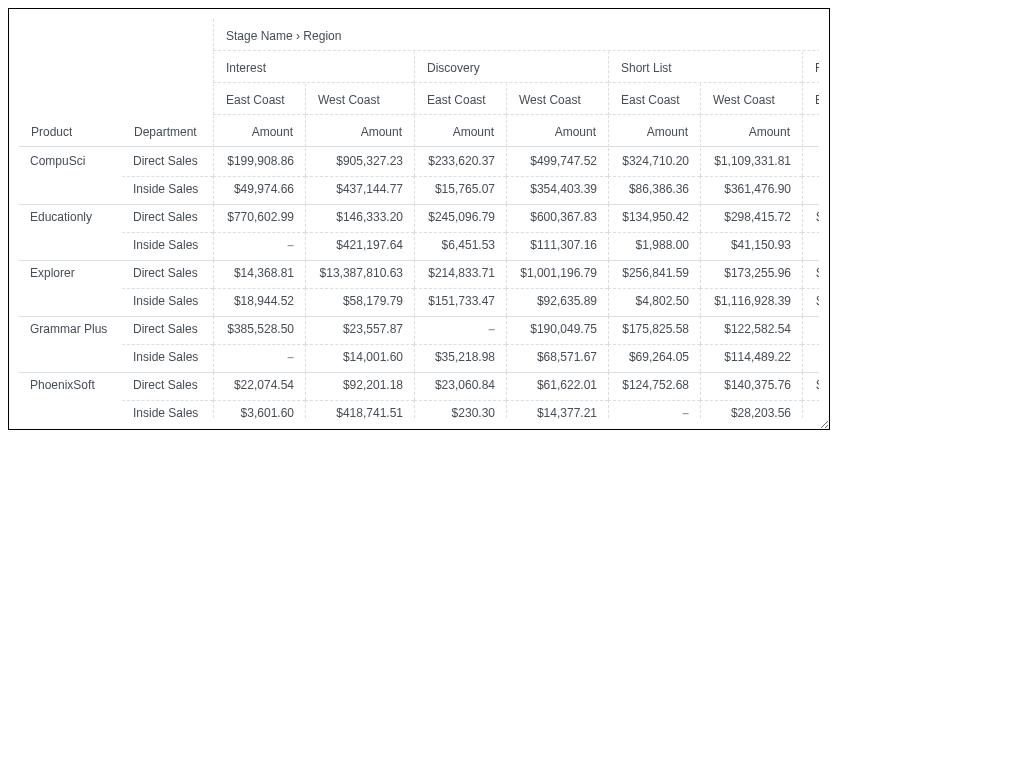 Stage Name › Region
Interest Discovery Short List
East Coast West Coast East Coast West Coast East Coast West Coast
Product Department Amount Amount Amount Amount Amount Amount
CompuSci Direct Sales $199,908.86 $905,327.23 $233,620.37 $499,747.52 $324,710.20 $1,109,331.81
Inside Sales $49,974.66 $437,144.77 $15,765.07 $354,403.39 $86,386.36 $361,476.90
Educationly Direct Sales $770,602.99 $146,333.20 $245,096.79 $600,367.83 $134,950.42 $298,415.72
Inside Sales – $421,197.64 $6,451.53 $111,307.16 $1,988.00 $41,150.93
Explorer Direct Sales $14,368.81 $13,387,810.63 $214,833.71 $1,001,196.79 $256,841.59 $173,255.96
Inside Sales $18,944.52 $58,179.79 $151,733.47 $92,635.89 $4,802.50 $1,116,928.39
Grammar Plus Direct Sales $385,528.50 $23,557.87 – $190,049.75 $175,825.58 $122,582.54
Inside Sales – $14,001.60 $35,218.98 $68,571.67 $69,264.05 $114,489.22
PhoenixSoft Direct Sales $22,074.54 $92,201.18 $23,060.84 $61,622.01 $124,752.68 $140,375.76
Inside Sales $3,601.60 $418,741.51 $230.30 $14,377.21 – $28,203.56